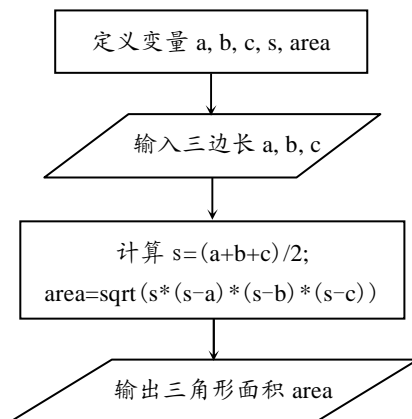 定义变量 a, b, c, s, area
输入三边长 a, b, c
计算 s=(a+b+c)/2;
area=sqrt(s*(s-a)*(s-b)*(s-c))
输出三角形面积 area